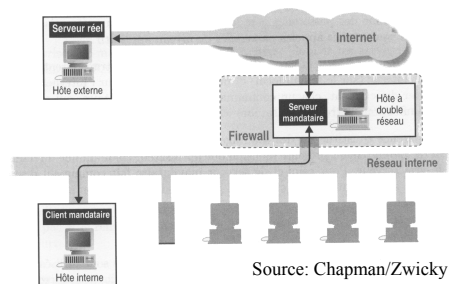 Serveur réel
Hôte externe
Internet
Serveur
mandataire
Hôte à
double
réseau
Firewall
Réseau interne
Client mandataire
Hôte interne
Source: Chapman/Zwicky